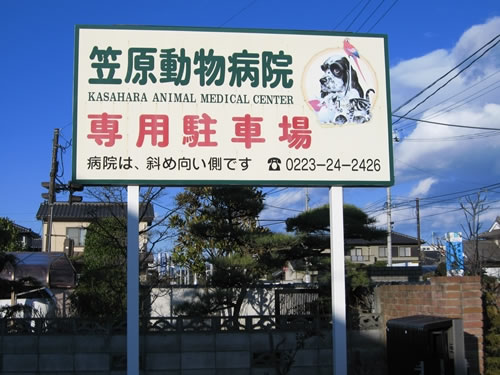 笠原動物病院
KASAHARA ANIMAL MEDICAL CENTER
専用駐車場
病院は、斜め向い側です ☎0223-24-2426